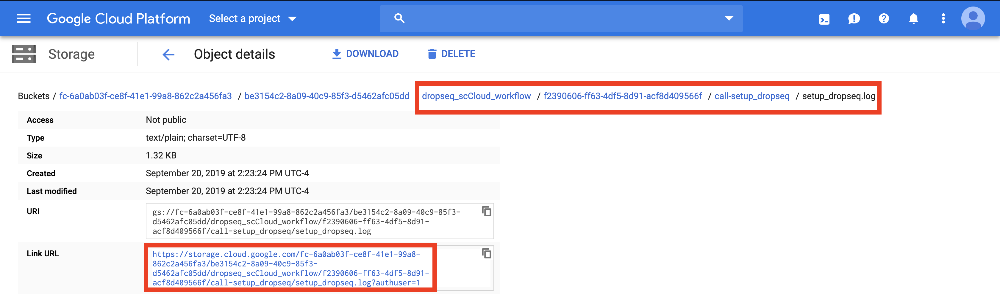 Google Cloud Platform Select a project
Storage Object details DOWNLOAD DELETE
Buckets / fc-6a0ab03f-ce8f-41e1-99a8-862c2a456fa3 / be3154c2-8a09-40c9-85f3-d5462afc05dd dropseq_scCloud_workflow / f2390606-ff63-4df5-8d91-acf8d409566f / call-setup_dropseq / setup_dropseq.log
Access Not public
Type text/plain; charset=UTF-8
Size 1.32 KB
Created September 20, 2019 at 2:23:24 PM UTC-4
Last modified September 20, 2019 at 2:23:24 PM UTC-4
URI gs://fc-6a0ab03f-ce8f-41e1-99a8-862c2a456fa3/be3154c2-8a09-40c9-85f3-
d5462afc05dd/dropseq_scCloud_workflow/f2390606-ff63-4df5-8d91-
acf8d409566f/call-setup_dropseq/setup_dropseq.log
Link URL https://storage.cloud.google.com/fc-6a0ab03f-ce8f-41e1-99a8-
862c2a456fa3/be3154c2-8a09-40c9-85f3-
d5462afc05dd/dropseq_scCloud_workflow/f2390606-ff63-4df5-8d91-
acf8d409566f/call-setup_dropseq/setup_dropseq.log?authuser=1